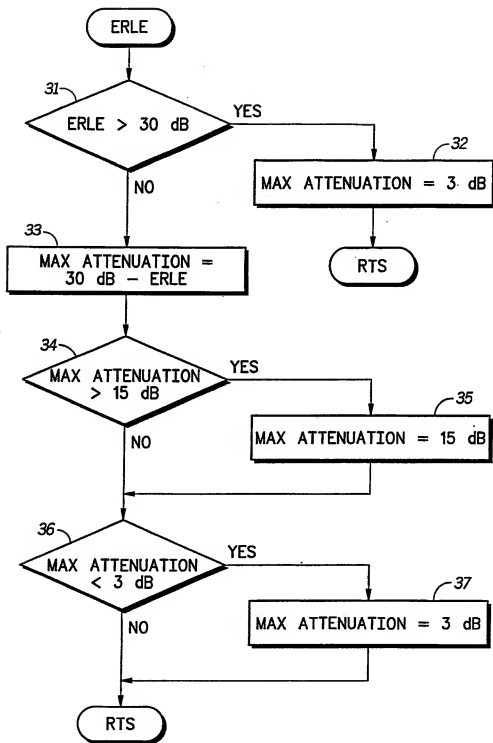 ERLE
31
ERLE > 30 dB
YES
32
NO
MAX ATTENUATION = 3 dB
33
MAX ATTENUATION =
30 dB – ERLE
RTS
34
YES
MAX ATTENUATION
> 15 dB
35
NO
MAX ATTENUATION = 15 dB
36
YES
MAX ATTENUATION
< 3 dB
37
NO
MAX ATTENUATION = 3 dB
RTS